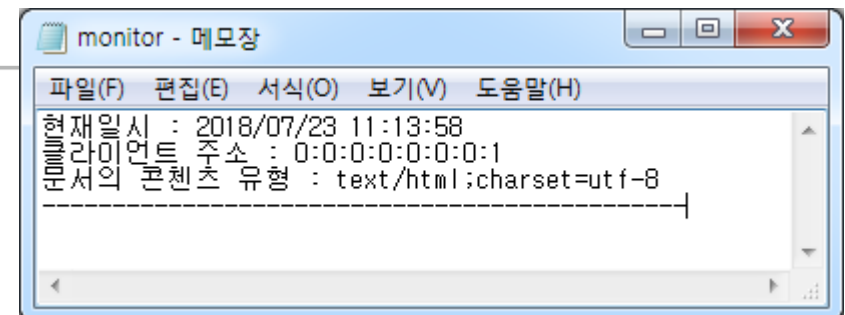 monitor - 메모장
파일(F) 편집(E) 서식(O) 보기(V) 도움말(H)
현재일시 : 2018/07/23 11:13:58
클라이언트 주소 : 0:0:0:0:0:0:0:1
문서의 콘첸츠 유형 : text/html;charset=utf-8
----------------------------------------------